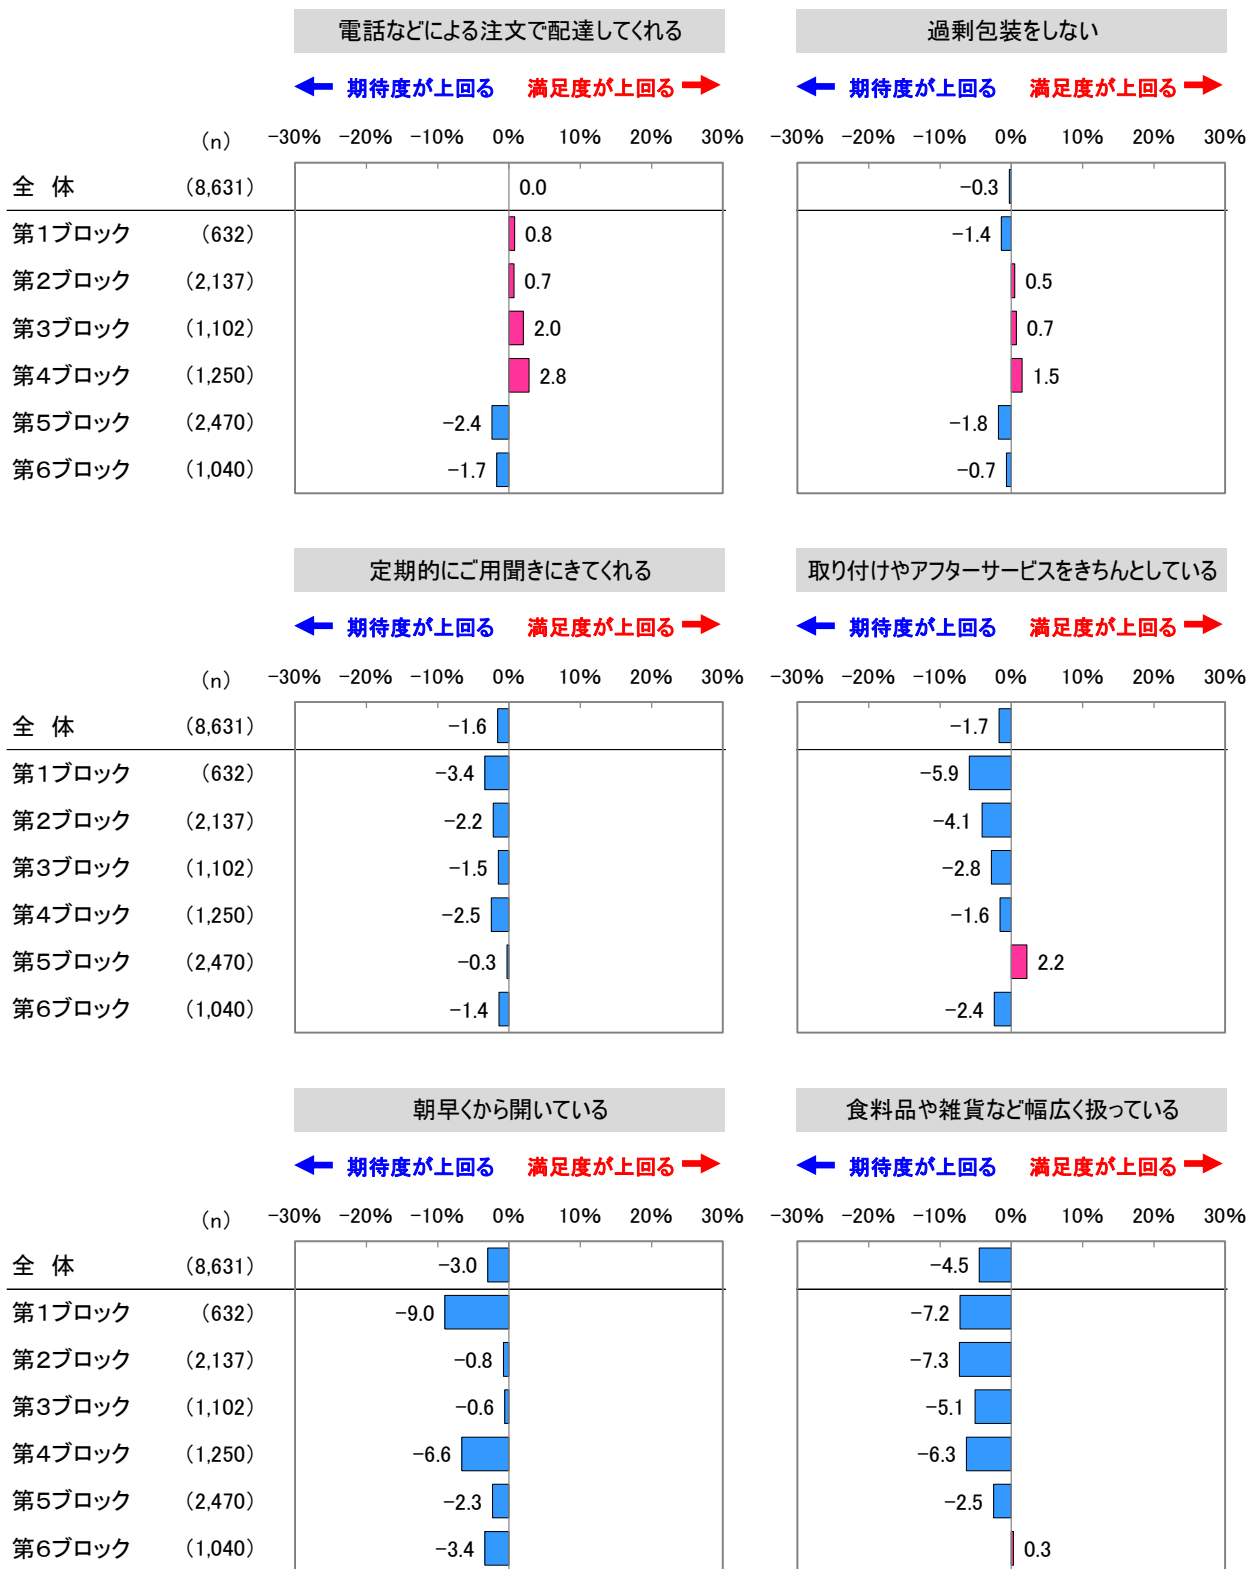 電話などによる注文で配達してくれる 過剰包装をしない
期待度が上回る 満足度が上回る 期待度が上回る 満足度が上回る
(n) -30% -20% -10% 0% 10% 20% 30% -30% -20% -10% 0% 10% 20% 30%
全 体 (8,631) 0.0 -0.3
第1ブロック (632) 0.8 -1.4
第2ブロック (2,137) 0.7 0.5
第3ブロック (1,102) 2.0 0.7
第4ブロック (1,250) 2.8 1.5
第5ブロック (2,470) -2.4 -1.8
第6ブロック (1,040) -1.7 -0.7
定期的にご用聞きにきてくれる 取り付けやアフターサービスをきちんとしている
期待度が上回る 満足度が上回る 期待度が上回る 満足度が上回る
(n) -30% -20% -10% 0% 10% 20% 30% -30% -20% -10% 0% 10% 20% 30%
全 体 (8,631) -1.6 -1.7
第1ブロック (632) -3.4 -5.9
第2ブロック (2,137) -2.2 -4.1
第3ブロック (1,102) -1.5 -2.8
第4ブロック (1,250) -2.5 -1.6
第5ブロック (2,470) -0.3 2.2
第6ブロック (1,040) -1.4 -2.4
朝早くから開いている 食料品や雑貨など幅広く扱っている
期待度が上回る 満足度が上回る 期待度が上回る 満足度が上回る
(n) -30% -20% -10% 0% 10% 20% 30% -30% -20% -10% 0% 10% 20% 30%
全 体 (8,631) -3.0 -4.5
第1ブロック (632) -9.0 -7.2
第2ブロック (2,137) -0.8 -7.3
第3ブロック (1,102) -0.6 -5.1
第4ブロック (1,250) -6.6 -6.3
第5ブロック (2,470) -2.3 -2.5
第6ブロック (1,040) -3.4 0.3